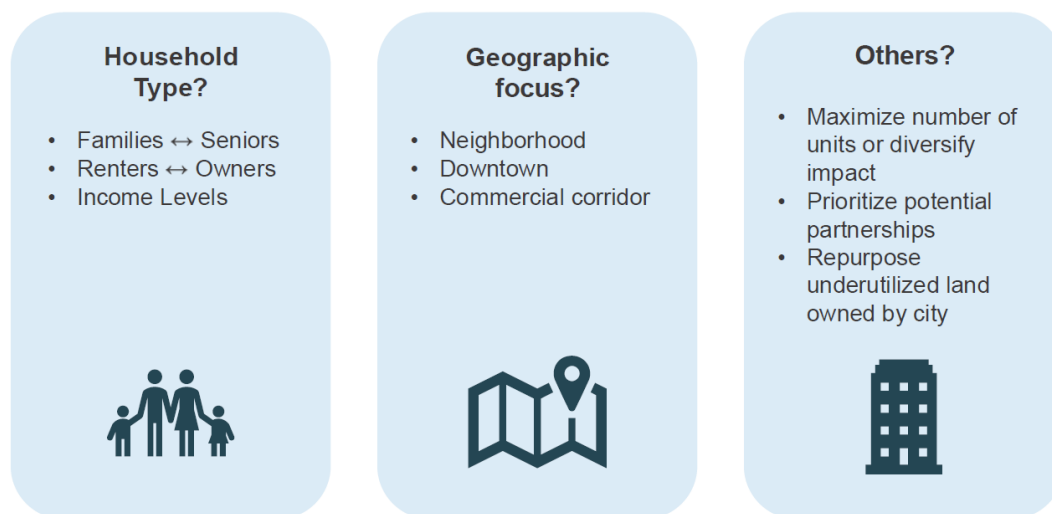 Household
Type?
• Families ↔ Seniors
• Renters ↔ Owners
• Income Levels
Geographic
focus?
• Neighborhood
• Downtown
• Commercial corridor
Others?
• Maximize number of
units or diversify
impact
• Prioritize potential
partnerships
• Repurpose
underutilized land
owned by city